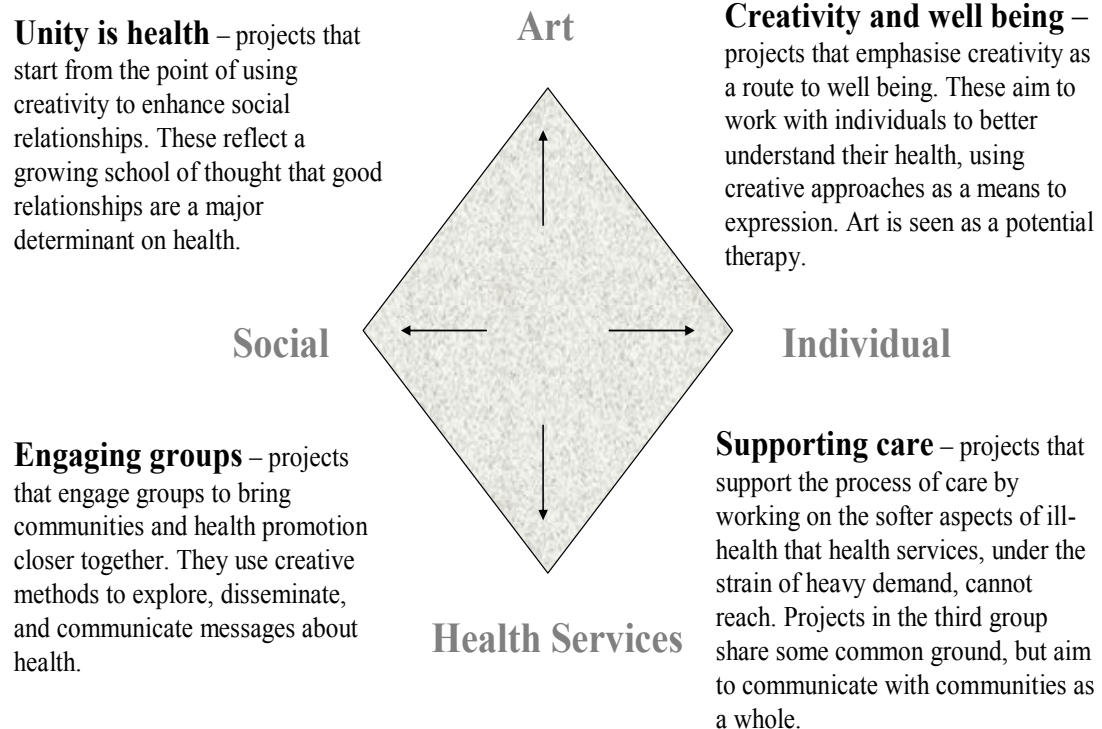 Unity is health – projects that
start from the point of using
creativity to enhance social
relationships. These reflect a
growing school of thought that good
relationships are a major
determinant on health.
Art
Creativity and well being –
projects that emphasise creativity as
a route to well being. These aim to
work with individuals to better
understand their health, using
creative approaches as a means to
expression. Art is seen as a potential
therapy.
Social
Individual
Engaging groups – projects
that engage groups to bring
communities and health promotion
closer together. They use creative
methods to explore, disseminate,
and communicate messages about
health.
Health Services
Supporting care – projects that
support the process of care by
working on the softer aspects of ill-
health that health services, under the
strain of heavy demand, cannot
reach. Projects in the third group
share some common ground, but aim
to communicate with communities as
a whole.